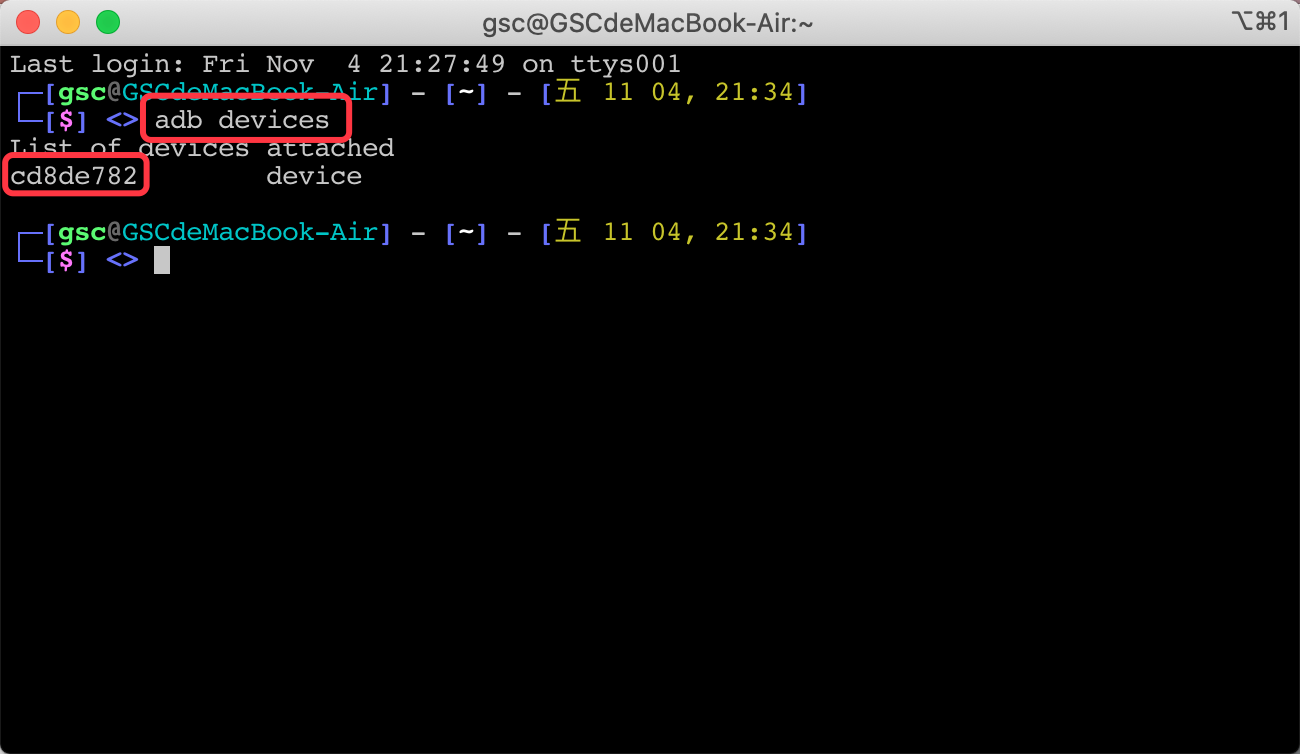 gsc@GSCdeMacBook-Air:~ ⌥⌘1
Last login: Fri Nov  4 21:27:49 on ttys001
┌─[gsc@GSCdeMacBook-Air] - [~] - [五 11 04, 21:34]
└─[$] <> adb devices
List of devices attached
cd8de782        device
┌─[gsc@GSCdeMacBook-Air] - [~] - [五 11 04, 21:34]
└─[$] <>